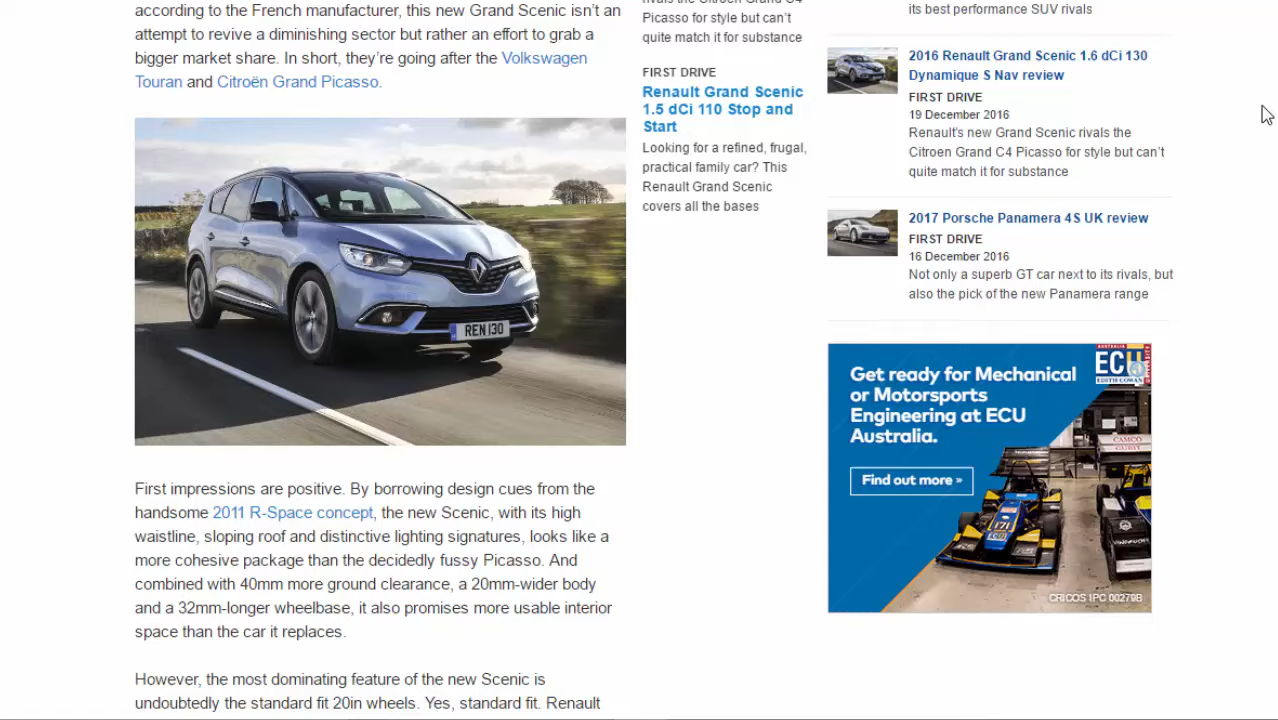 according to the French manufacturer, this new Grand Scenic isn't an
attempt to revive a diminishing sector but rather an effort to grab a
bigger market share. In short, they're going after the Volkswagen
Touran and Citroën Grand Picasso.
REN 130
First impressions are positive. By borrowing design cues from the
handsome 2011 R-Space concept, the new Scenic, with its high
waistline, sloping roof and distinctive lighting signatures, looks like a
more cohesive package than the decidedly fussy Picasso. And
combined with 40mm more ground clearance, a 20mm-wider body
and a 32mm-longer wheelbase, it also promises more usable interior
space than the car it replaces.
However, the most dominating feature of the new Scenic is
undoubtedly the standard fit 20in wheels. Yes, standard fit. Renault
rivals the Citroen Grand C4
Picasso for style but can't
quite match it for substance
FIRST DRIVE
Renault Grand Scenic
1.5 dCi 110 Stop and
Start
Looking for a refined, frugal,
practical family car? This
Renault Grand Scenic
covers all the bases
its best performance SUV rivals
2016 Renault Grand Scenic 1.6 dCi 130
Dynamique S Nav review
FIRST DRIVE
19 December 2016
Renault's new Grand Scenic rivals the
Citroen Grand C4 Picasso for style but can't
quite match it for substance
2017 Porsche Panamera 4S UK review
FIRST DRIVE
16 December 2016
Not only a superb GT car next to its rivals, but
also the pick of the new Panamera range
AUSTRALIA
ECU
EDITH COWAN
Get ready for Mechanical
or Motorsports
Engineering at ECU
Australia.
Find out more »
CAMCO
171
ECU
CRICOS IPC 00279B